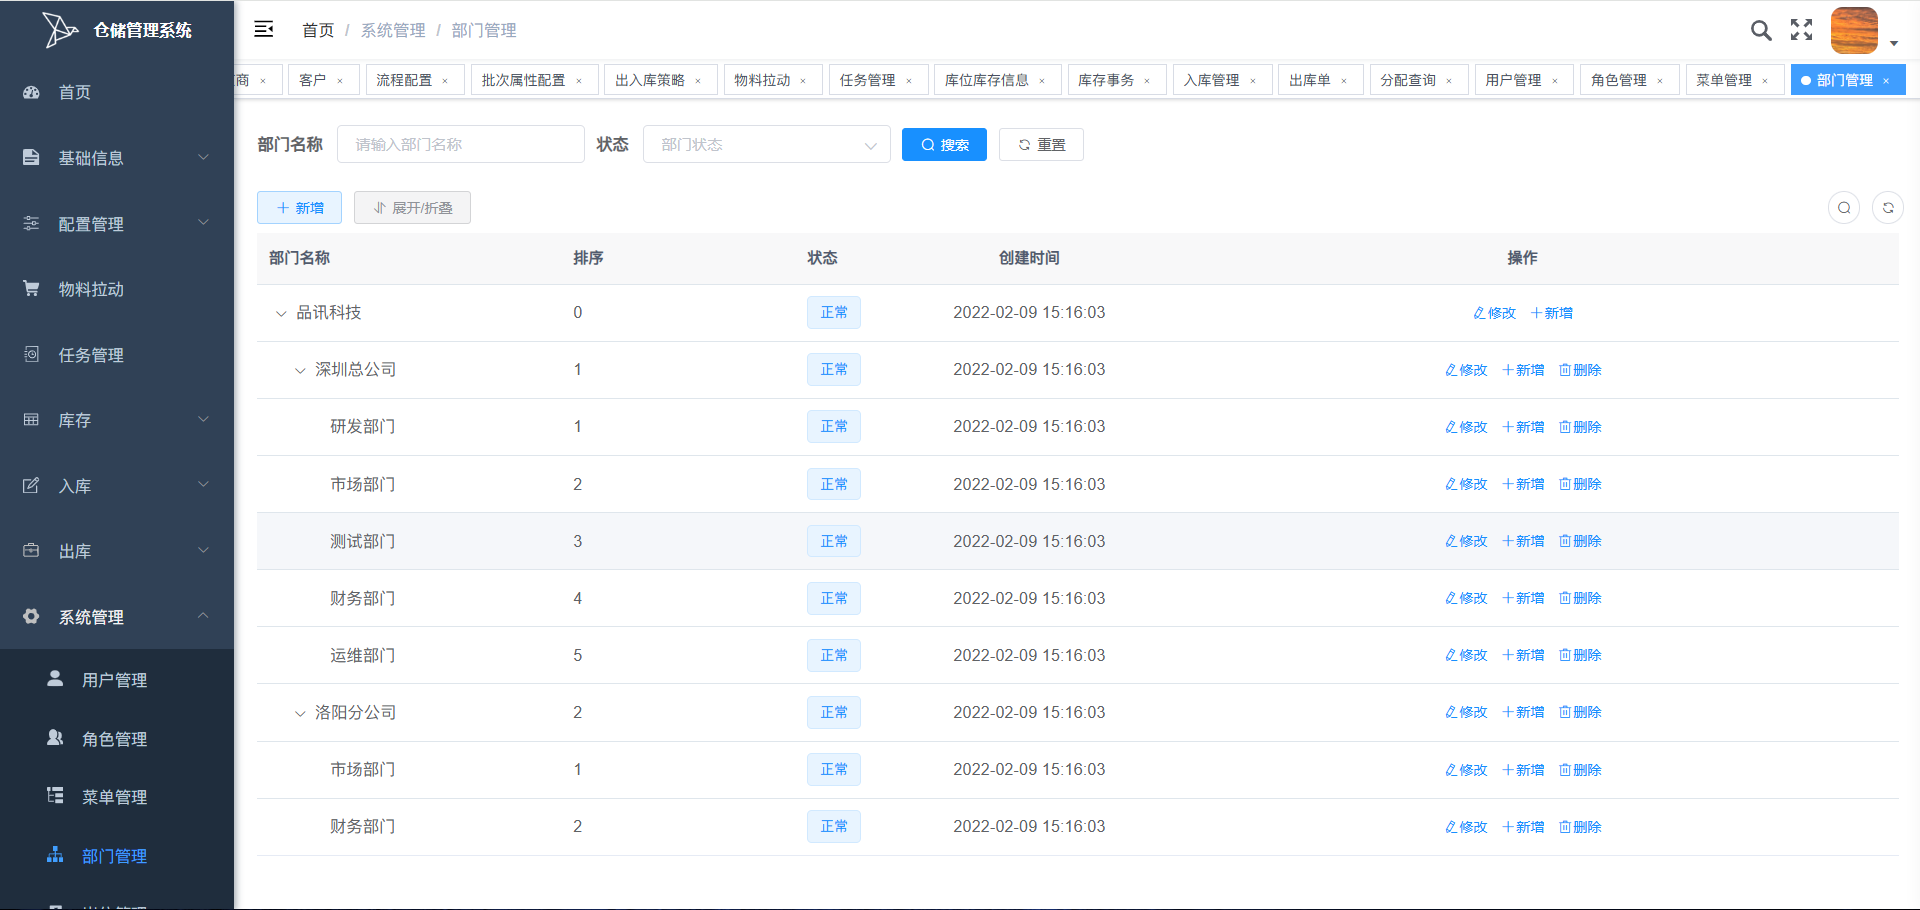 仓储管理系统
首页 / 系统管理 / 部门管理
商 × 客户 × 流程配置 × 批次属性配置 × 出入库策略 × 物料拉动 × 任务管理 × 库位库存信息 × 库存事务 × 入库管理 × 出库单 × 分配查询 × 用户管理 × 角色管理 × 菜单管理 × 部门管理 ×
首页
基础信息
配置管理
物料拉动
任务管理
库存
入库
出库
系统管理
用户管理
角色管理
菜单管理
部门管理
部门名称 请输入部门名称 状态 部门状态 搜索 重置
新增 展开/折叠
部门名称 排序 状态 创建时间 操作
品讯科技 0 正常 2022-02-09 15:16:03 修改 新增
深圳总公司 1 正常 2022-02-09 15:16:03 修改 新增 删除
研发部门 1 正常 2022-02-09 15:16:03 修改 新增 删除
市场部门 2 正常 2022-02-09 15:16:03 修改 新增 删除
测试部门 3 正常 2022-02-09 15:16:03 修改 新增 删除
财务部门 4 正常 2022-02-09 15:16:03 修改 新增 删除
运维部门 5 正常 2022-02-09 15:16:03 修改 新增 删除
洛阳分公司 2 正常 2022-02-09 15:16:03 修改 新增 删除
市场部门 1 正常 2022-02-09 15:16:03 修改 新增 删除
财务部门 2 正常 2022-02-09 15:16:03 修改 新增 删除